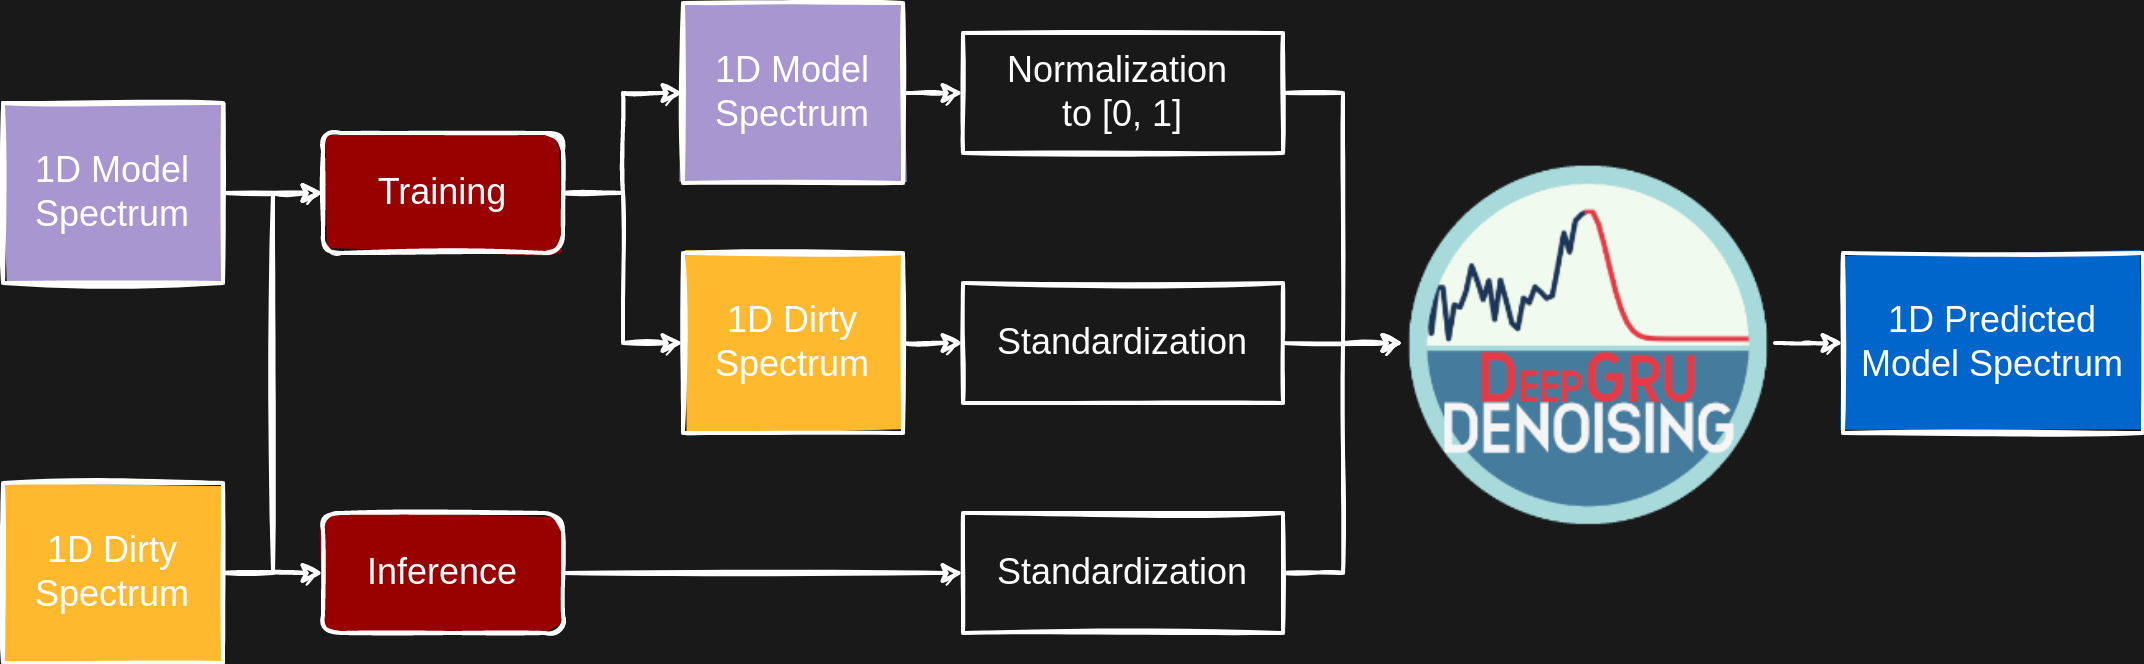 1D Model
Spectrum
Training
1D Model
Spectrum
Normalization
to [0, 1]
1D Dirty
Spectrum
Standardization
DEEPGRU
DENOISING
1D Predicted
Model Spectrum
1D Dirty
Spectrum
Inference
Standardization